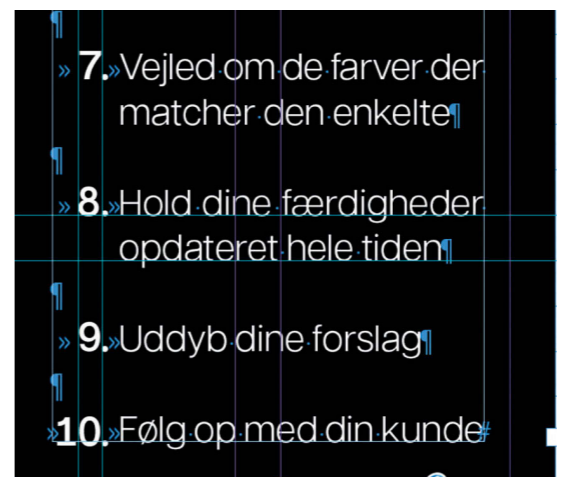 7. Vejled om de farver der
matcher den enkelte
8. Hold dine færdigheder
opdateret hele tiden
9. Uddyb dine forslag
10. Følg op med din kunde